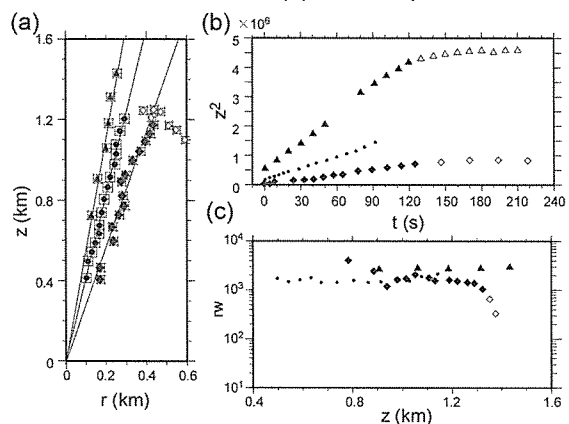 (a)
1.6
1.2
0.8
0.4
0
z (km)
0 0.2 0.4 0.6
r (km)
(b)
×10⁶
5
4
3
2
1
0
z²
0 30 60 90 120 150 180 210 240
t (s)
(c)
10⁴
10³
10²
10¹
rw
0.4 0.8 1.2 1.6
z (km)